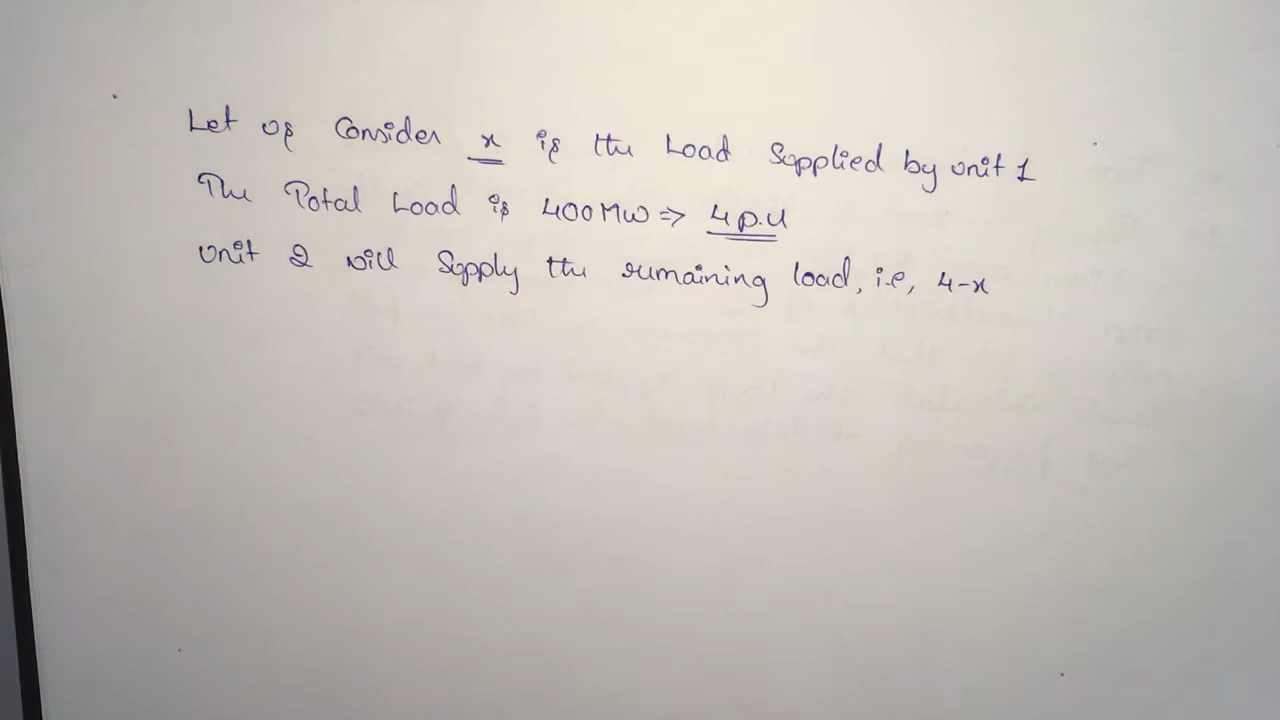 Let us Consider x is the Load Supplied by unit 1
The Total Load is 400MW => 4 p.u
Unit 2 will Supply the remaining load, i.e, 4-x